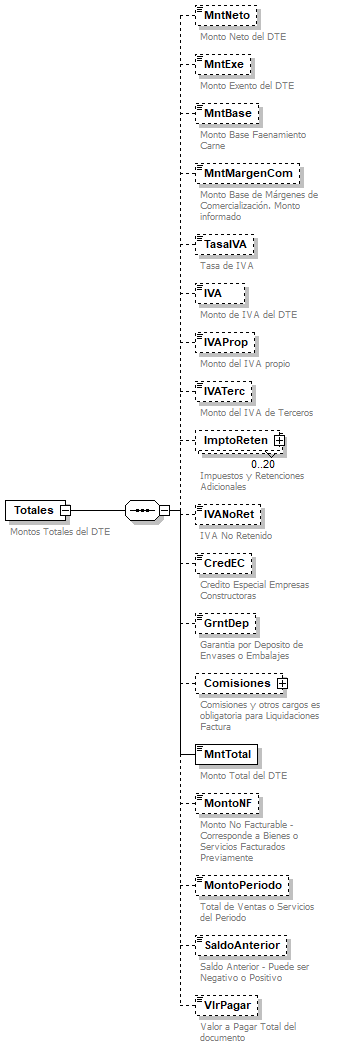 MntNeto
Monto Neto del DTE
MntExe
Monto Exento del DTE
MntBase
Monto Base Faenamiento
Carne
MntMargenCom
Monto Base de Márgenes de
Comercialización. Monto
informado
TasaIVA
Tasa de IVA
IVA
Monto de IVA del DTE
IVAProp
Monto del IVA propio
IVATerc
Monto del IVA de Terceros
ImptoReten
0..20
Impuestos y Retenciones
Adicionales
Totales
Montos Totales del DTE
IVANoRet
IVA No Retenido
CredEC
Credito Especial Empresas
Constructoras
GrntDep
Garantia por Deposito de
Envases o Embalajes
Comisiones
Comisiones y otros cargos es
obligatoria para Liquidaciones
Factura
MntTotal
Monto Total del DTE
MontoNF
Monto No Facturable -
Corresponde a Bienes o
Servicios Facturados
Previamente
MontoPeriodo
Total de Ventas o Servicios
del Periodo
SaldoAnterior
Saldo Anterior - Puede ser
Negativo o Positivo
VlrPagar
Valor a Pagar Total del
documento